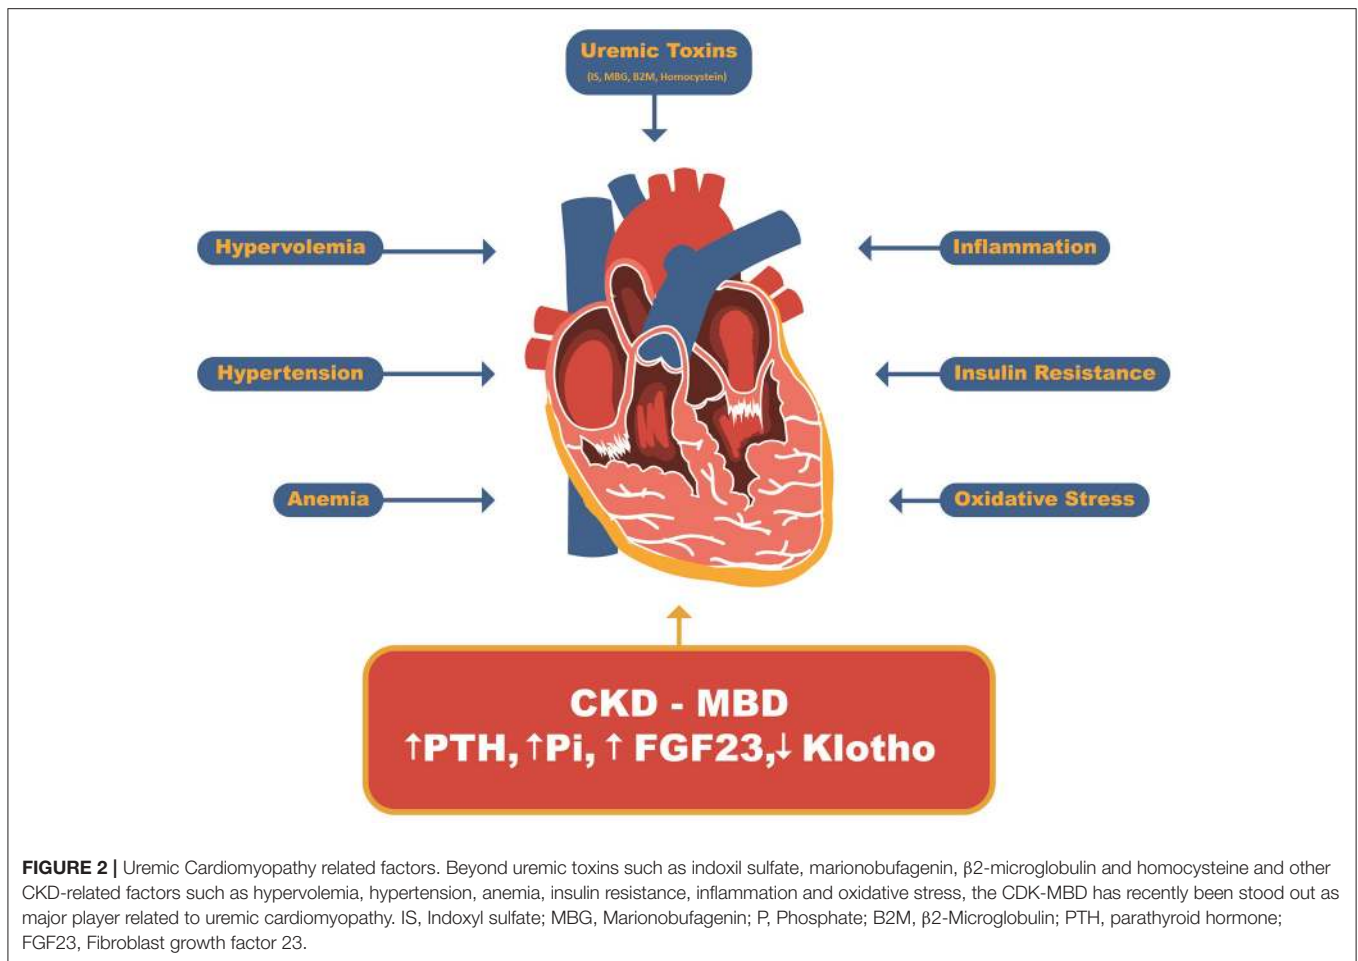 Uremic Toxins
(IS, MBG, B2M, Homocystein)
Hypervolemia
Inflammation
Hypertension
Insulin Resistance
Anemia
Oxidative Stress
CKD - MBD
↑PTH, ↑Pi, ↑ FGF23,↓ Klotho
FIGURE 2 | Uremic Cardiomyopathy related factors. Beyond uremic toxins such as indoxil sulfate, marionobufagenin, β2-microglobulin and homocysteine and other
CKD-related factors such as hypervolemia, hypertension, anemia, insulin resistance, inflammation and oxidative stress, the CDK-MBD has recently been stood out as
major player related to uremic cardiomyopathy. IS, Indoxyl sulfate; MBG, Marionobufagenin; P, Phosphate; B2M, β2-Microglobulin; PTH, parathyroid hormone;
FGF23, Fibroblast growth factor 23.